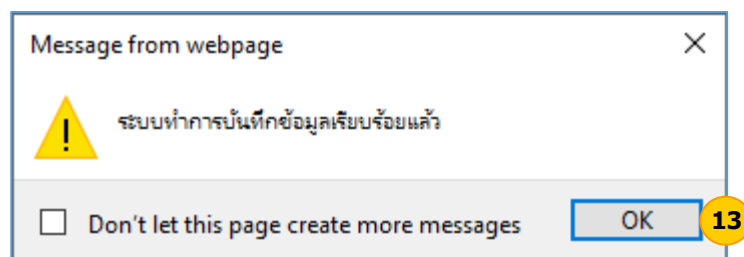 Message from webpage
ระบบทำการบันทึกข้อมูลเรียบร้อยแล้ว
Don't let this page create more messages
OK
13